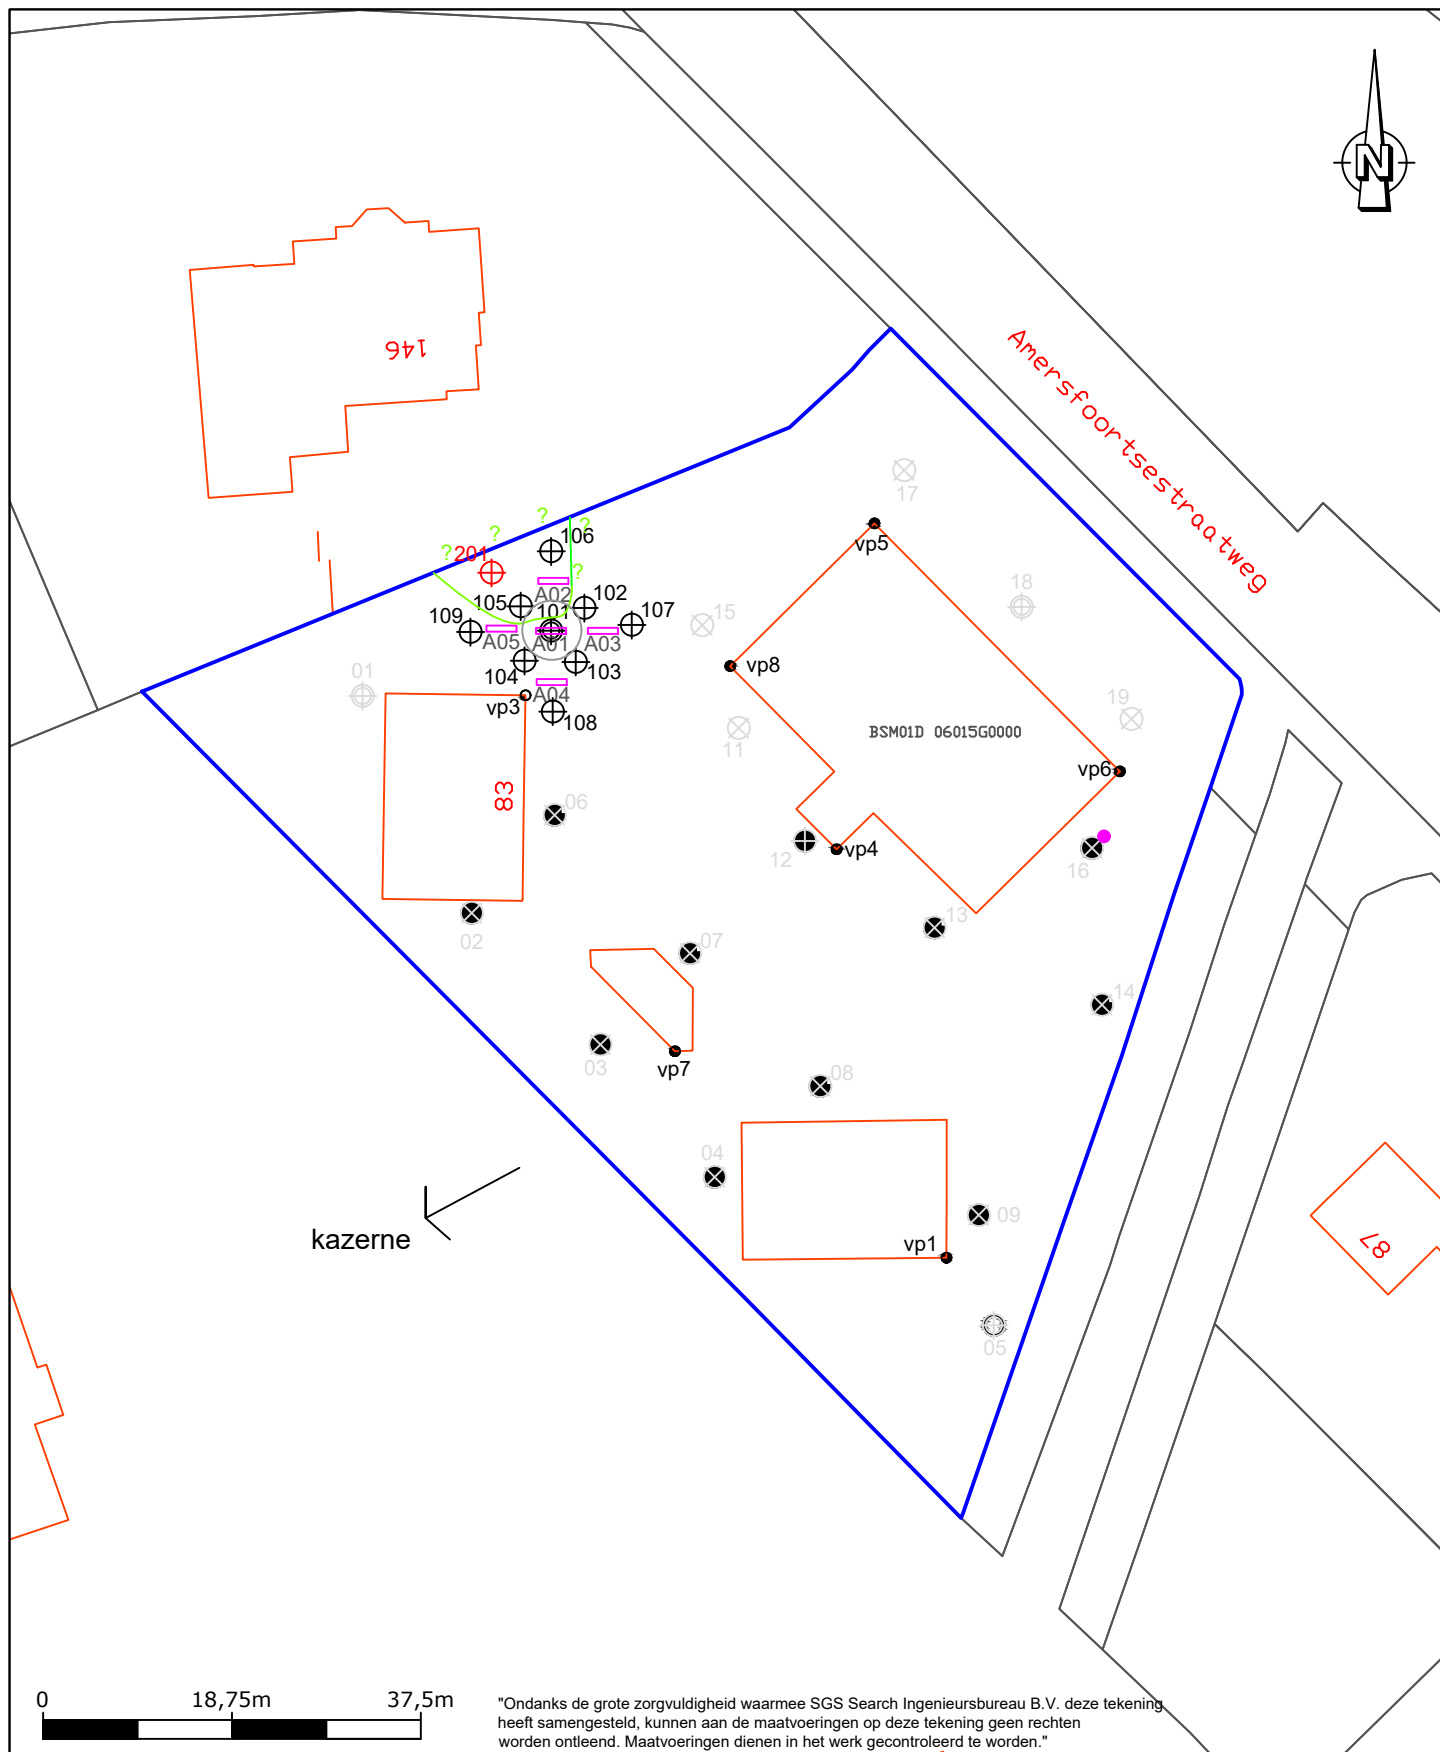 N
146
Amersfoortsestraatweg
17
?
?
?
106
vp5
?
201
?
18
A02
105
102
101
107
15
109
A05
A01
A03
104
103
vp8
01
A04
vp3
108
19
11
BSM01D 06015G0000
vp6
83
06
12
vp4
16
02
13
07
14
03
vp7
08
04
09
kazerne
vp1
87
05
0 18,75m 37,5m
"Ondanks de grote zorgvuldigheid waarmee SGS Search Ingenieursbureau B.V. deze tekening
heeft samengesteld, kunnen aan de maatvoeringen op deze tekening geen rechten
worden ontleend. Maatvoeringen dienen in het werk gecontroleerd te worden."